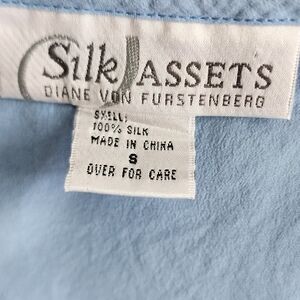 Silk ASSETS
DIANE VON FURSTENBERG
SHELL:
100% SILK
MADE IN CHINA
S
OVER FOR CARE